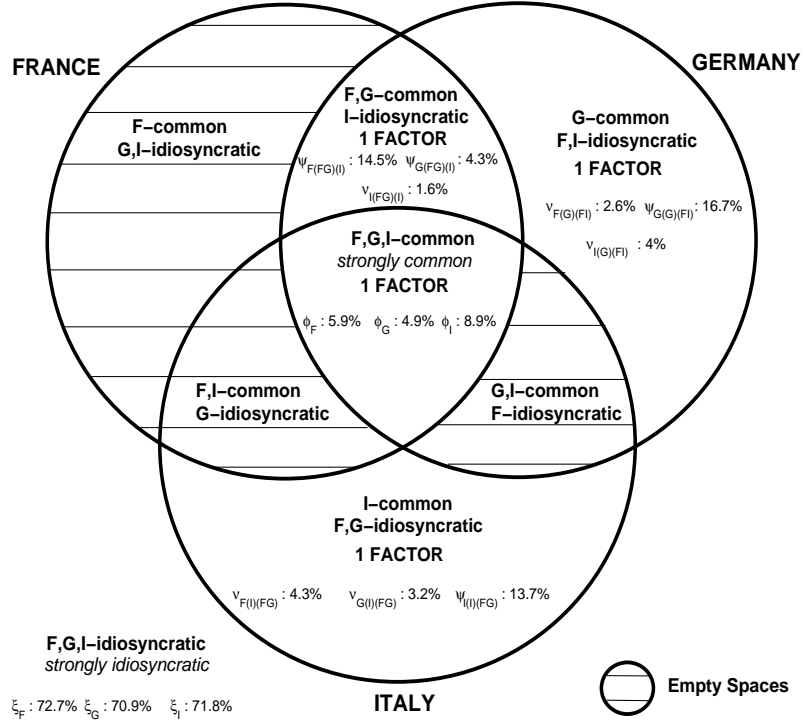 FRANCE
GERMANY
F,G−common
I−idiosyncratic
1 FACTOR
ψF(FG)(I) : 14.5% ψG(FG)(I) : 4.3%
νI(FG)(I) : 1.6%
F−common
G,I−idiosyncratic
G−common
F,I−idiosyncratic
1 FACTOR
νF(G)(FI) : 2.6% ψG(G)(FI) : 16.7%
νI(G)(FI) : 4%
F,G,I−common
strongly common
1 FACTOR
ϕF : 5.9% ϕG : 4.9% ϕI : 8.9%
F,I−common
G−idiosyncratic
G,I−common
F−idiosyncratic
I−common
F,G−idiosyncratic
1 FACTOR
νF(I)(FG) : 4.3% νG(I)(FG) : 3.2% ψI(I)(FG) : 13.7%
F,G,I−idiosyncratic
strongly idiosyncratic
ξF : 72.7% ξG : 70.9% ξI : 71.8%
ITALY
Empty Spaces